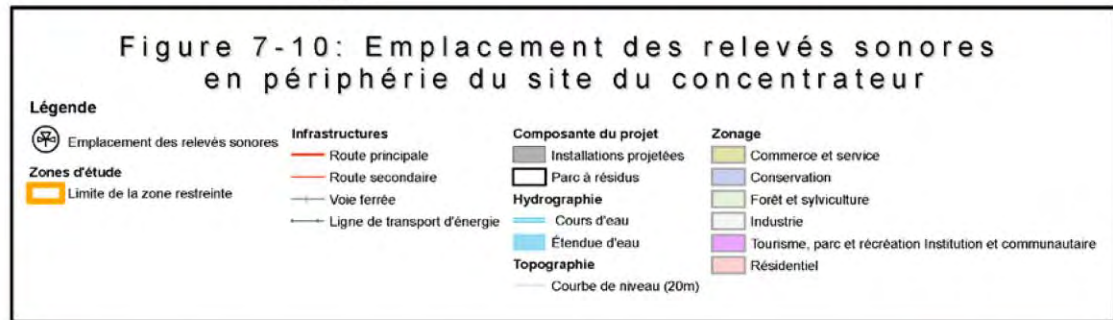 Figure 7-10: Emplacement des relevés sonores
en périphérie du site du concentrateur
Légende
Emplacement des relevés sonores
Zones d'étude
Limite de la zone restreinte
Infrastructures
Route principale
Route secondaire
Voie ferrée
Ligne de transport d'énergie
Composante du projet
Installations projetées
Parc à résidus
Hydrographie
Cours d'eau
Étendue d'eau
Topographie
Courbe de niveau (20m)
Zonage
Commerce et service
Conservation
Forêt et sylviculture
Industrie
Tourisme, parc et récréation Institution et communautaire
Résidentiel